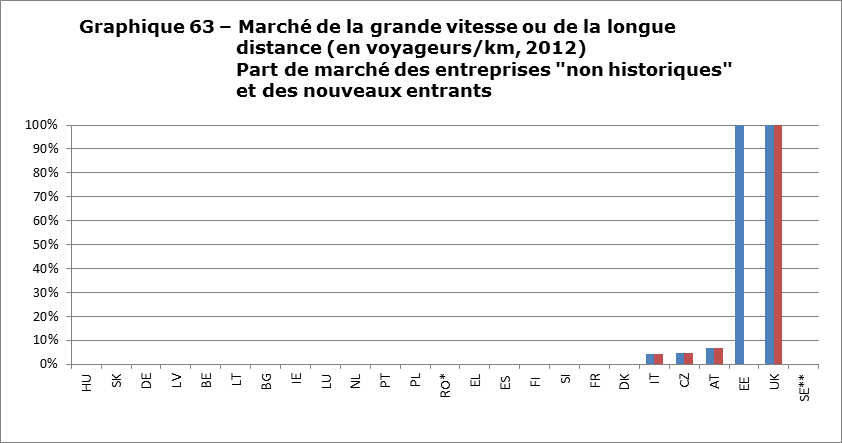 Graphique 63 – Marché de la grande vitesse ou de la longue
distance (en voyageurs/km, 2012)
Part de marché des entreprises "non historiques"
et des nouveaux entrants
100%
90%
80%
70%
60%
50%
40%
30%
20%
10%
0%
HU
SK
DE
LV
BE
LT
BG
IE
LU
NL
PT
PL
RO*
EL
ES
FI
SI
FR
DK
IT
CZ
AT
EE
UK
SE**